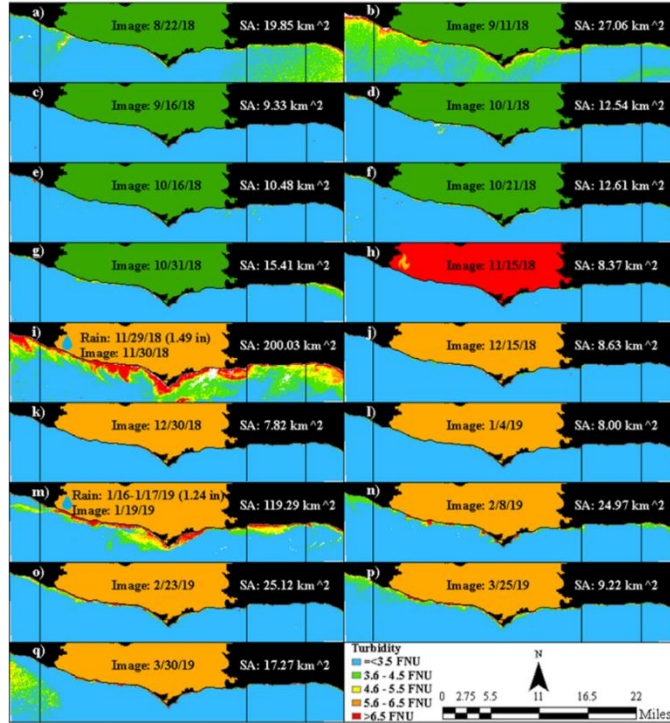 a)
Image: 8/22/18
SA: 19.85 km^2
b)
Image: 9/11/18
SA: 27.06 km^2
c)
Image: 9/16/18
SA: 9.33 km^2
d)
Image: 10/1/18
SA: 12.54 km^2
e)
Image: 10/16/18
SA: 10.48 km^2
f)
Image: 10/21/18
SA: 12.61 km^2
g)
Image: 10/31/18
SA: 15.41 km^2
h)
Image: 11/15/18
SA: 8.37 km^2
i)
Rain: 11/29/18 (1.49 in)
Image: 11/30/18
SA: 200.03 km^2
j)
Image: 12/15/18
SA: 8.63 km^2
k)
Image: 12/30/18
SA: 7.82 km^2
l)
Image: 1/4/19
SA: 8.00 km^2
m)
Rain: 1/16-1/17/19 (1.24 in)
Image: 1/19/19
SA: 119.29 km^2
n)
Image: 2/8/19
SA: 24.97 km^2
o)
Image: 2/23/19
SA: 25.12 km^2
p)
Image: 3/25/19
SA: 9.22 km^2
q)
Image: 3/30/19
SA: 17.27 km^2
Turbidity
=<3.5 FNU
3.6 - 4.5 FNU
4.6 - 5.5 FNU
5.6 - 6.5 FNU
>6.5 FNU
N
0 2.75 5.5 11 16.5 22
Miles